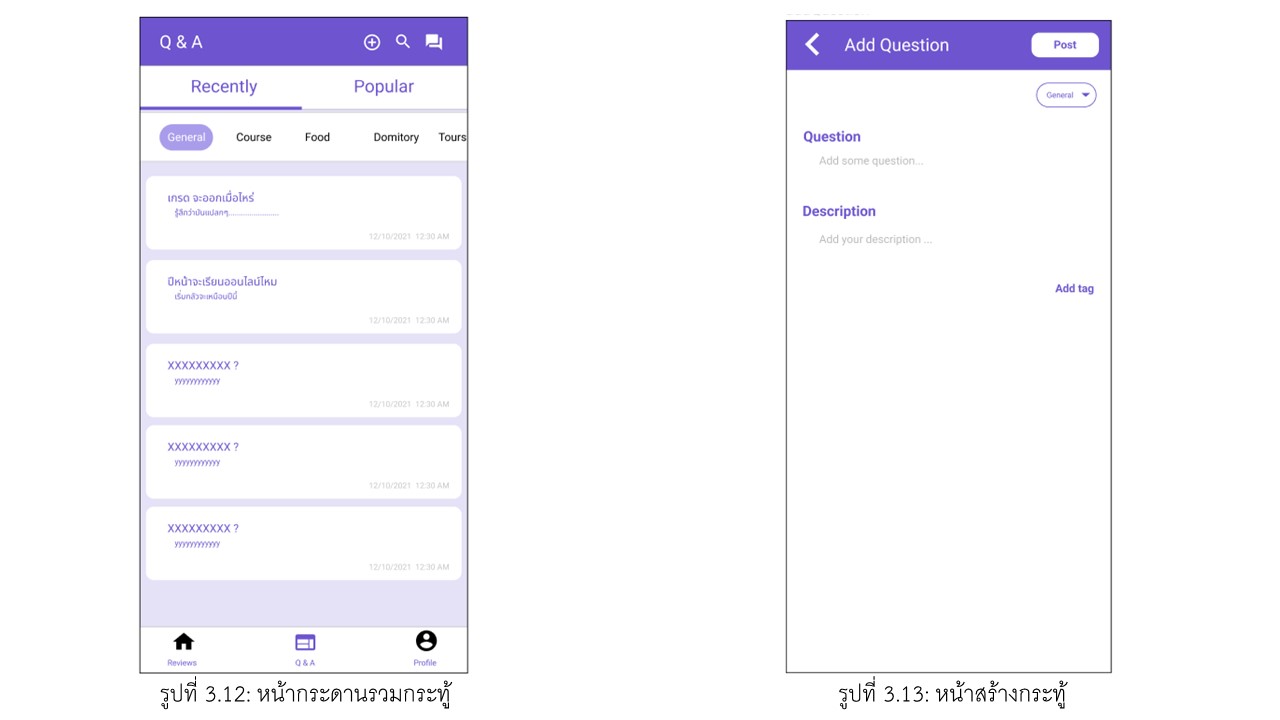 Q & A
Recently Popular
General Course Food Domitory Tours
เกรด จะออกเมื่อไหร่
รู้สึกว่ามันแปลกๆ........................
12/10/2021 12:30 AM
ปีหน้าจะเรียนออนไลน์ไหม
เริ่มกลัวจะเหมือนปีนี้
12/10/2021 12:30 AM
XXXXXXXXX ?
yyyyyyyyyyy
12/10/2021 12:30 AM
XXXXXXXXX ?
yyyyyyyyyyy
12/10/2021 12:30 AM
XXXXXXXXX ?
yyyyyyyyyyy
12/10/2021 12:30 AM
Reviews Q & A Profile
รูปที่ 3.12: หน้ากระดานรวมกระทู้
Add Question Post
General
Question
Add some question...
Description
Add your description ...
Add tag
รูปที่ 3.13: หน้าสร้างกระทู้